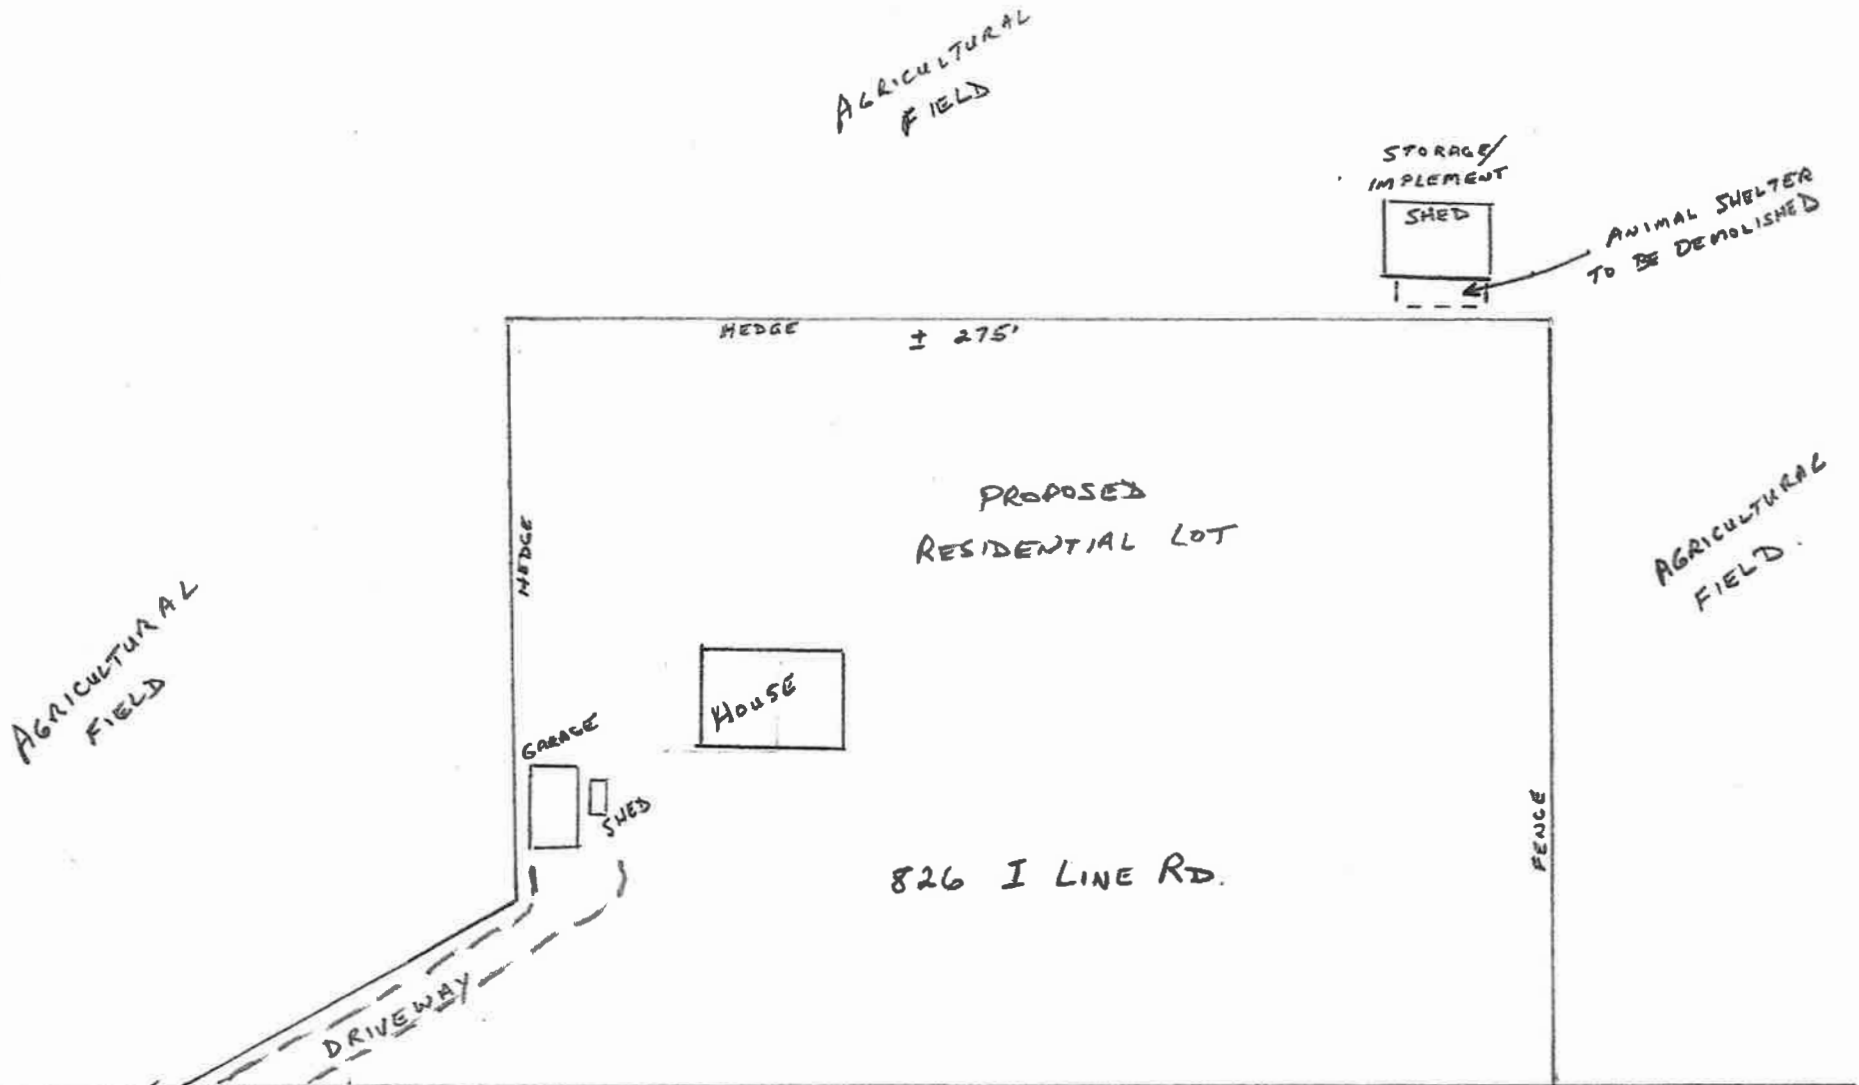 AGRICULTURAL
FIELD
STORAGE/
IMPLEMENT
SHED
ANIMAL SHELTER
TO BE DEMOLISHED
HEDGE
± 275'
PROPOSED
RESIDENTIAL LOT
HEDGE
AGRICULTURAL
FIELD.
AGRICULTURAL
FIELD
HOUSE
GARAGE
SHED
FENCE
826 I LINE RD.
DRIVEWAY